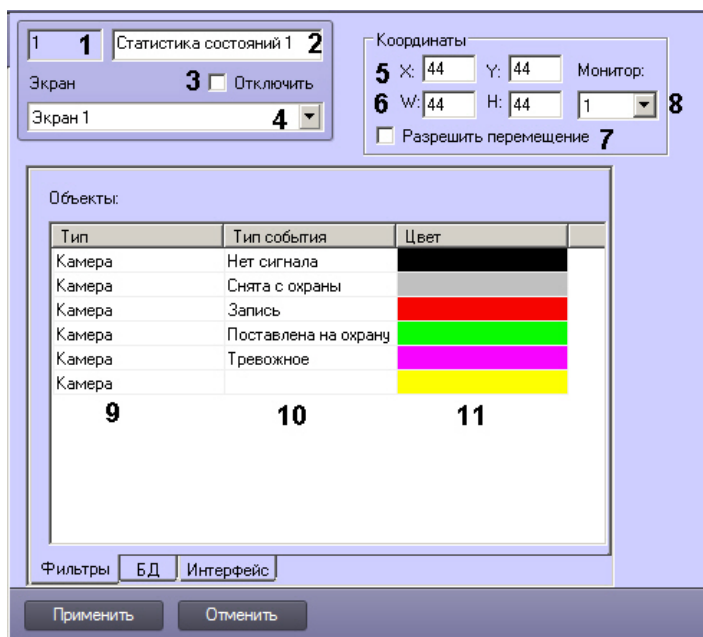 1 1 Статистика состояний 1 2
Экран 3 Отключить
Экран 1 4
Координаты
5 X: 44 Y: 44 Монитор:
6 W: 44 H: 44 1 8
Разрешить перемещение 7
Объекты:
Тип Тип события Цвет
Камера Нет сигнала
Камера Снята с охраны
Камера Запись
Камера Поставлена на охрану
Камера Тревожное
Камера
9 10 11
Фильтры БД Интерфейс
Применить Отменить